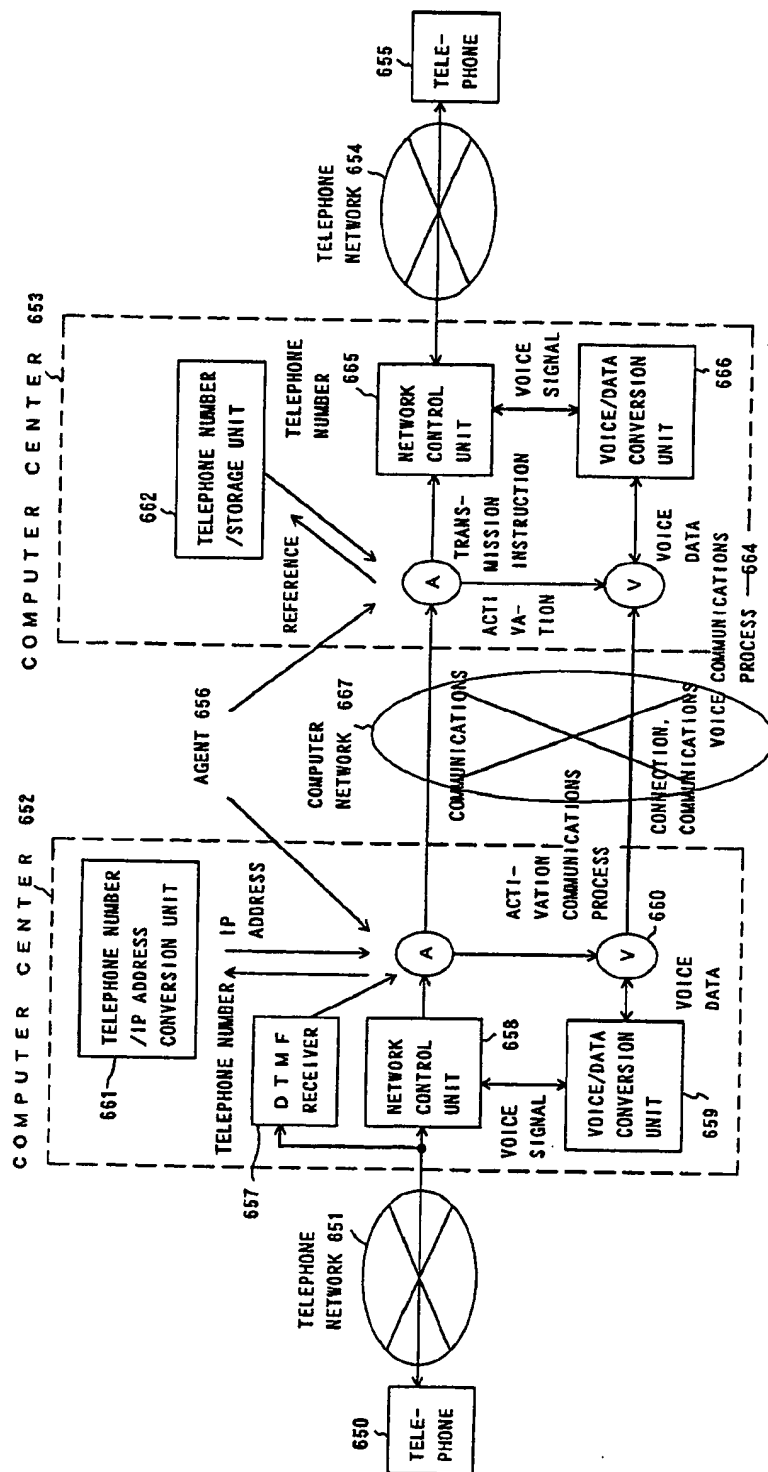 COMPUTER CENTER 652
COMPUTER CENTER 653
661
TELEPHONE NUMBER
/IP ADDRESS
CONVERSION UNIT
AGENT 656
662
TELEPHONE NUMBER
/STORAGE UNIT
TELEPHONE NUMBER
IP
ADDRESS
REFERENCE
TELEPHONE
NUMBER
657
DTMF
RECEIVER
COMPUTER
NETWORK 667
TELEPHONE
NETWORK 651
TELEPHONE
NETWORK 654
650
TELE-
PHONE
NETWORK
CONTROL
UNIT
658
A
COMMUNICATIONS
A
TRANS-
MISSION
INSTRUCTION
665
NETWORK
CONTROL
UNIT
655
TELE-
PHONE
VOICE
SIGNAL
ACTI-
VATION
COMMUNICATIONS
PROCESS
ACTI
VA-
TION
VOICE
SIGNAL
VOICE/DATA
CONVERSION
UNIT
659
VOICE
DATA
V
660
CONNECTION,
COMMUNICATIONS
V
VOICE
DATA
VOICE/DATA
CONVERSION
UNIT
666
VOICE COMMUNICATIONS
PROCESS 664